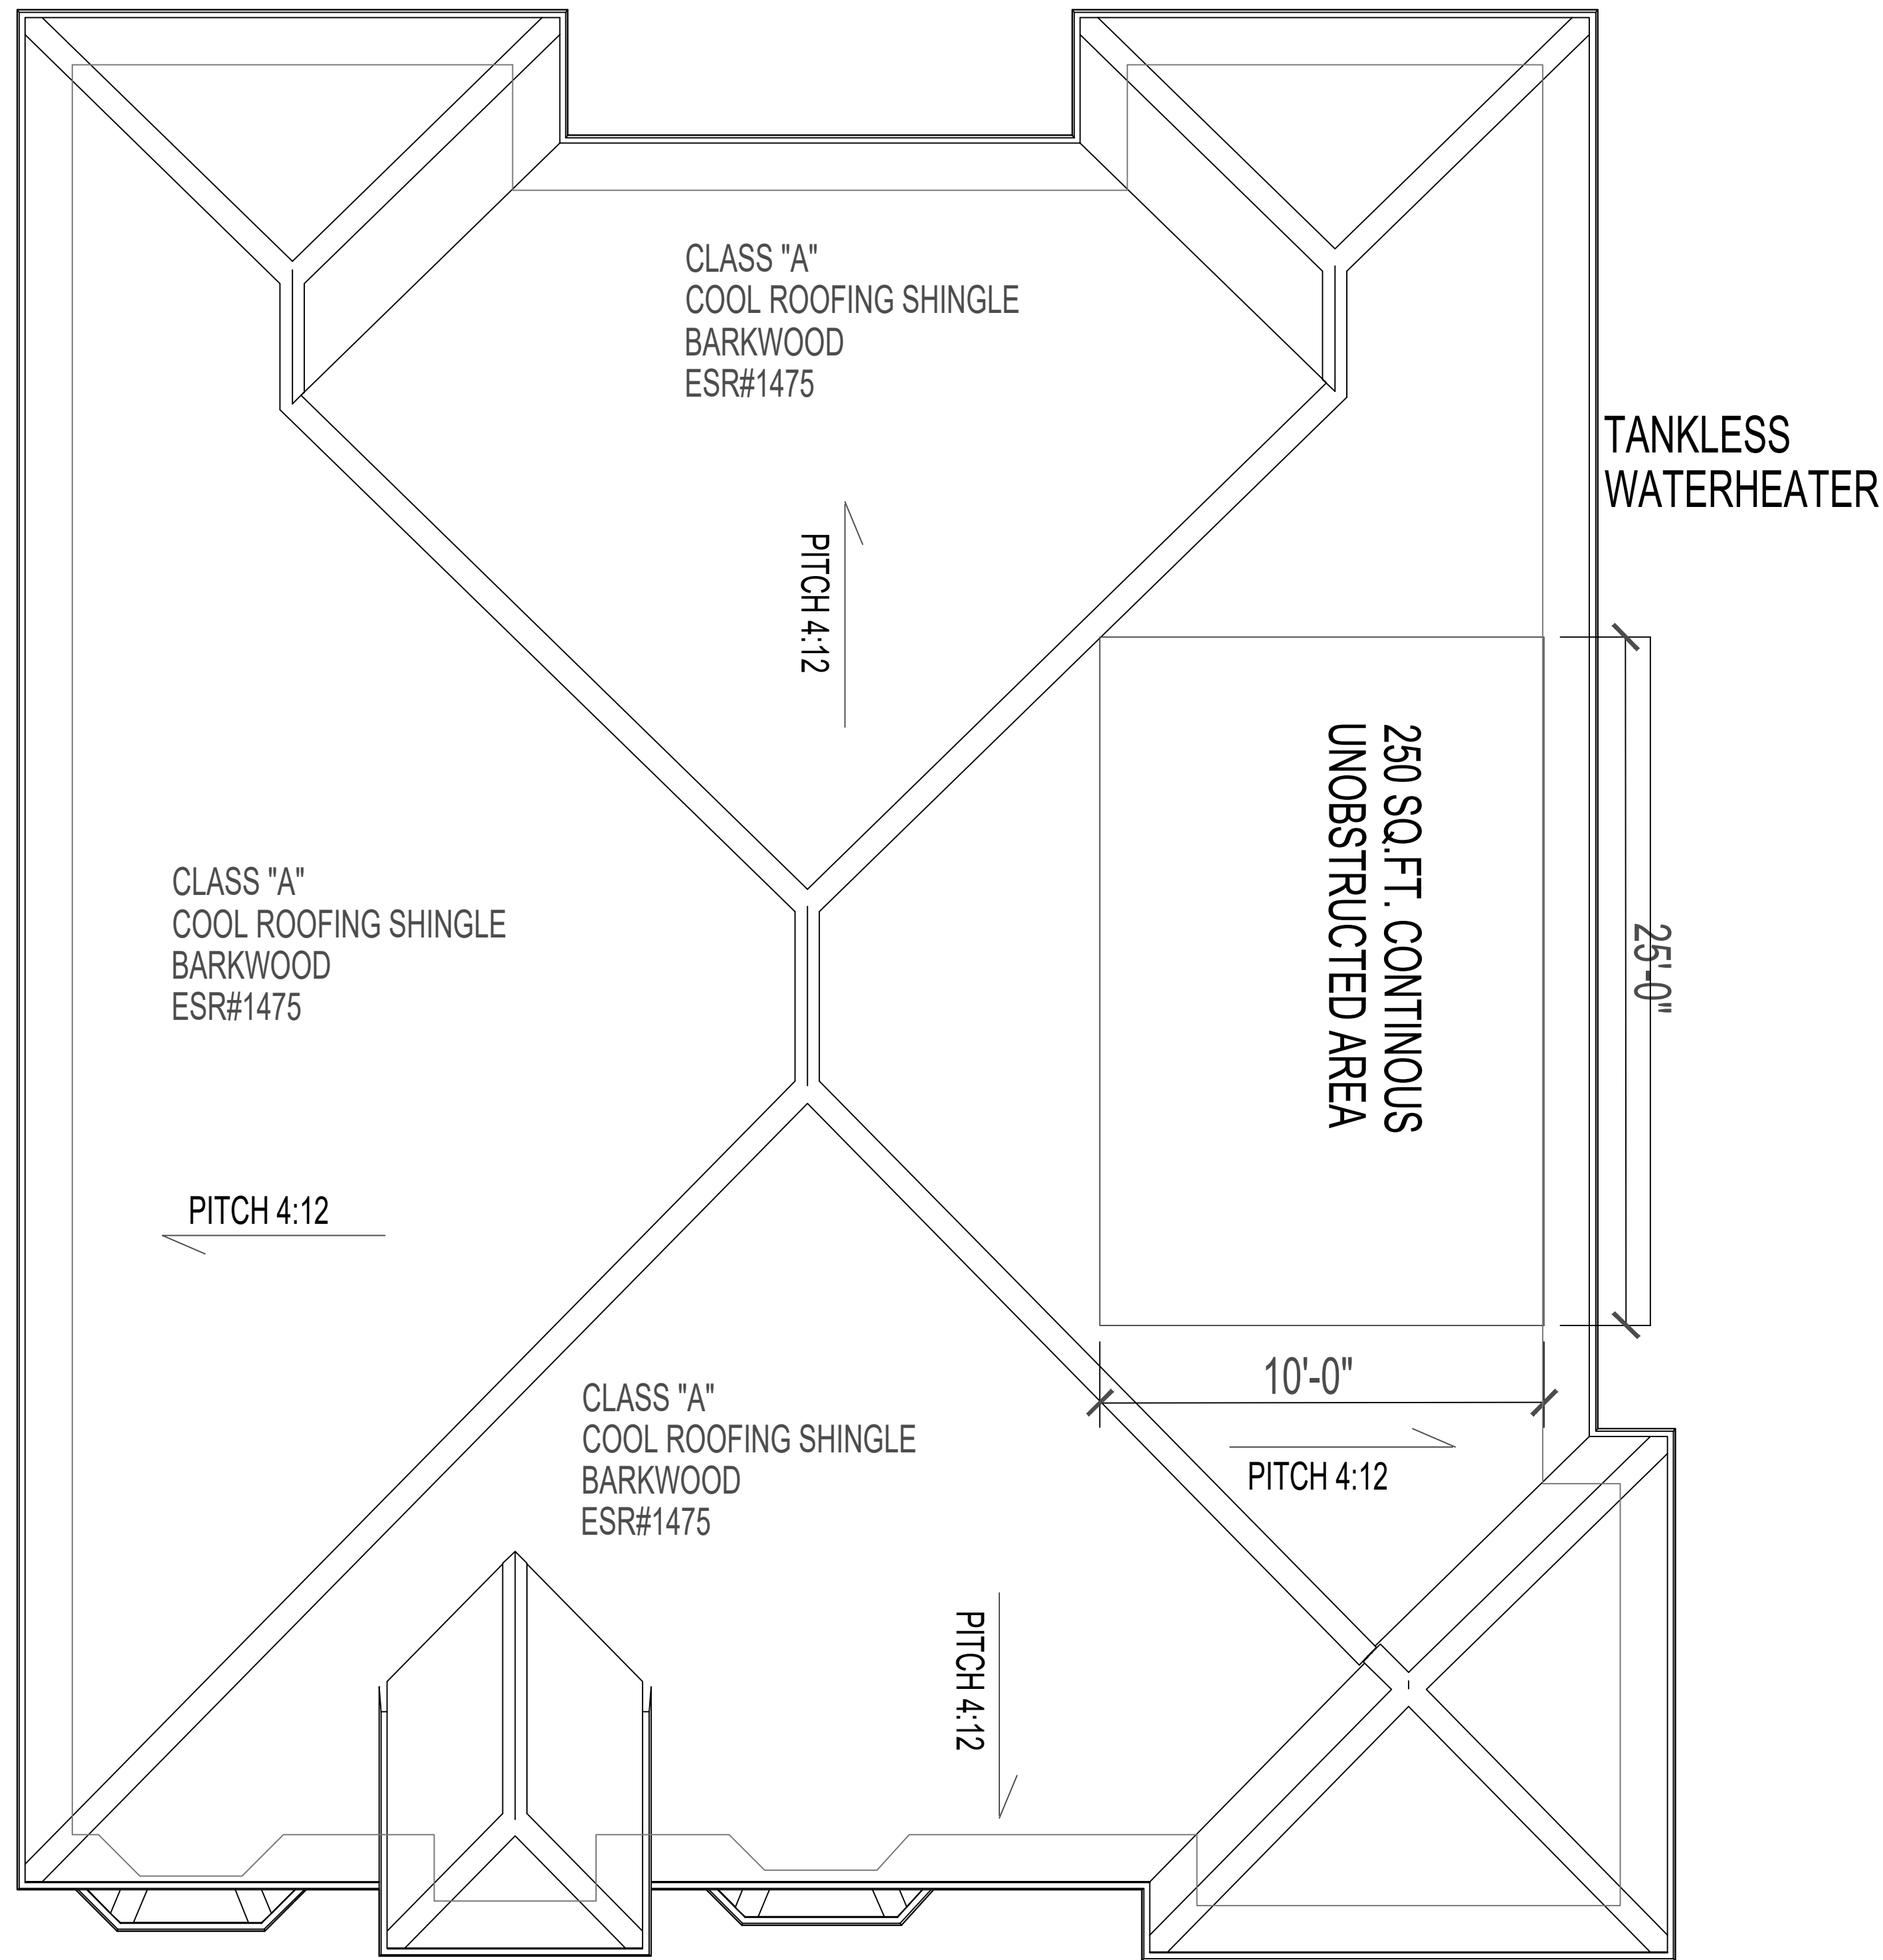 CLASS "A"
COOL ROOFING SHINGLE
BARKWOOD
ESR#1475
TANKLESS
WATERHEATER
PITCH 4:12
250 SQ.FT. CONTINOUS
UNOBSTRUCTED AREA
25'-0"
CLASS "A"
COOL ROOFING SHINGLE
BARKWOOD
ESR#1475
PITCH 4:12
10'-0"
CLASS "A"
COOL ROOFING SHINGLE
BARKWOOD
ESR#1475
PITCH 4:12
PITCH 4:12